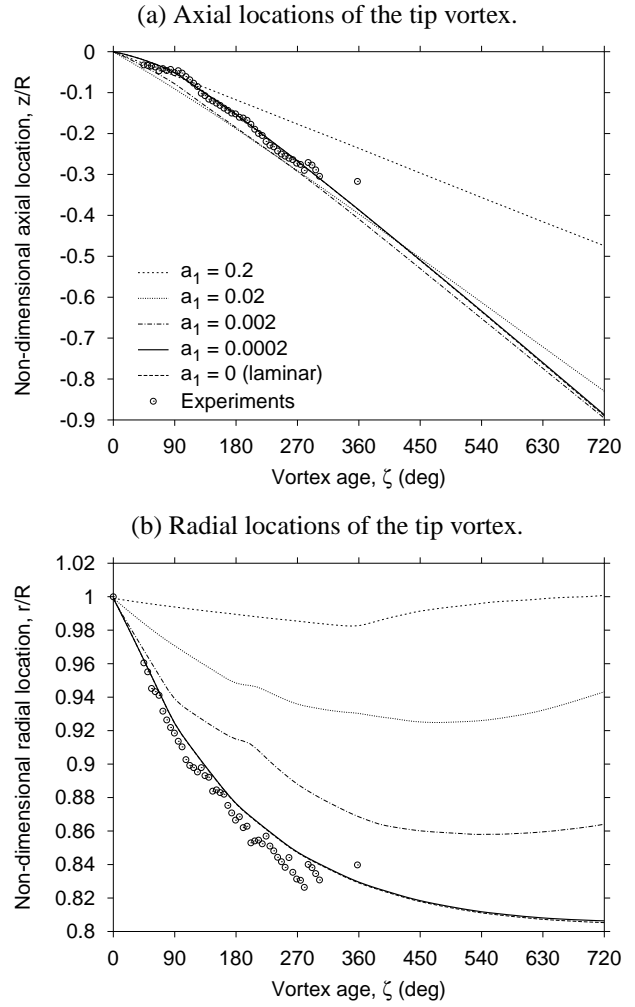 (a) Axial locations of the tip vortex.
0
-0.1
-0.2
-0.3
-0.4
-0.5
-0.6
-0.7
-0.8
-0.9
Non-dimensional axial location, z/R
a₁ = 0.2
a₁ = 0.02
a₁ = 0.002
a₁ = 0.0002
a₁ = 0 (laminar)
Experiments
0 90 180 270 360 450 540 630 720
Vortex age, ζ (deg)
(b) Radial locations of the tip vortex.
1.02
1
0.98
0.96
0.94
0.92
0.9
0.88
0.86
0.84
0.82
0.8
Non-dimensional radial location, r/R
0 90 180 270 360 450 540 630 720
Vortex age, ζ (deg)